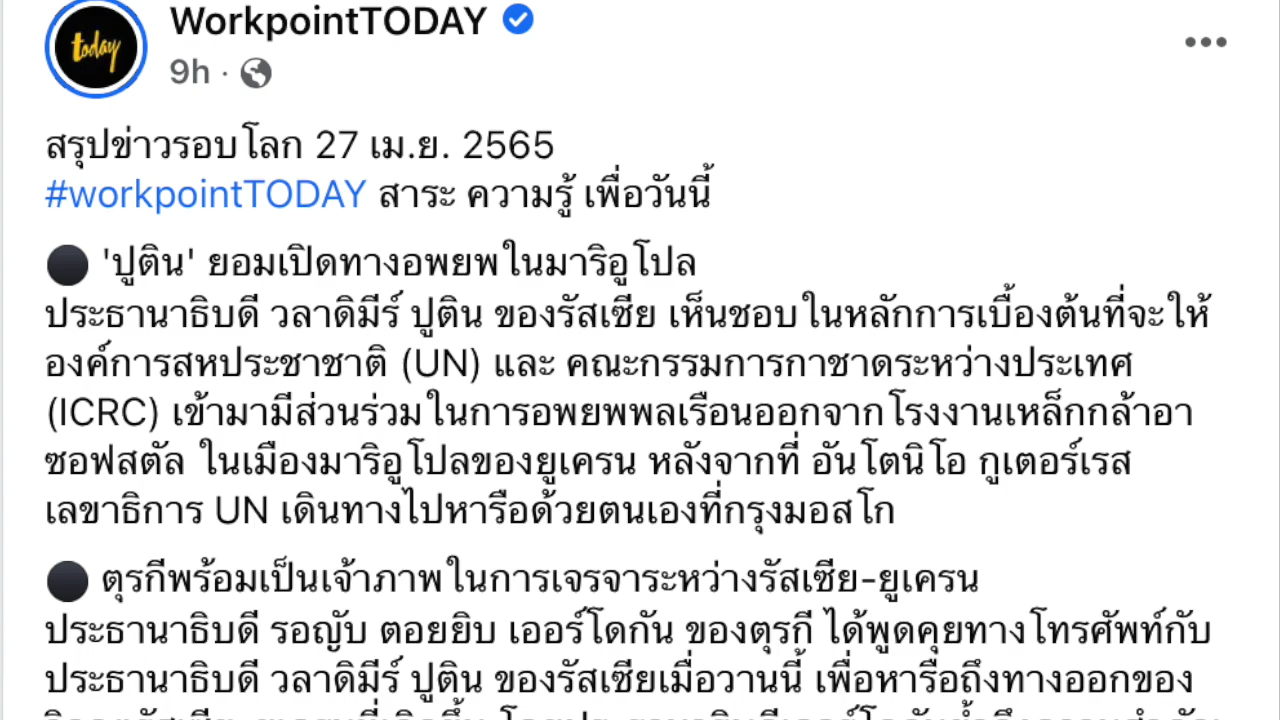 WorkpointTODAY
today
9h ·
สรุปข่าวรอบโลก 27 เม.ย. 2565
#workpointTODAY สาระ ความรู้ เพื่อวันนี้
'ปูติน' ยอมเปิดทางอพยพในมาริอูโปล
ประธานาธิบดี วลาดิมีร์ ปูติน ของรัสเซีย เห็นชอบในหลักการเบื้องต้นที่จะให้
องค์การสหประชาชาติ (UN) และ คณะกรรมการกาชาดระหว่างประเทศ
(ICRC) เข้ามามีส่วนร่วมในการอพยพพลเรือนออกจากโรงงานเหล็กกล้าอา
ซอฟสตัล ในเมืองมาริอูโปลของยูเครน หลังจากที่ อันโตนิโอ กูเตอร์เรส
เลขาธิการ UN เดินทางไปหารือด้วยตนเองที่กรุงมอสโก
ตุรกีพร้อมเป็นเจ้าภาพในการเจรจาระหว่างรัสเซีย-ยูเครน
ประธานาธิบดี รอญับ ตอยยิบ เออร์โดกัน ของตุรกี ได้พูดคุยทางโทรศัพท์กับ
ประธานาธิบดี วลาดิมีร์ ปูติน ของรัสเซียเมื่อวานนี้ เพื่อหารือถึงทางออกของ